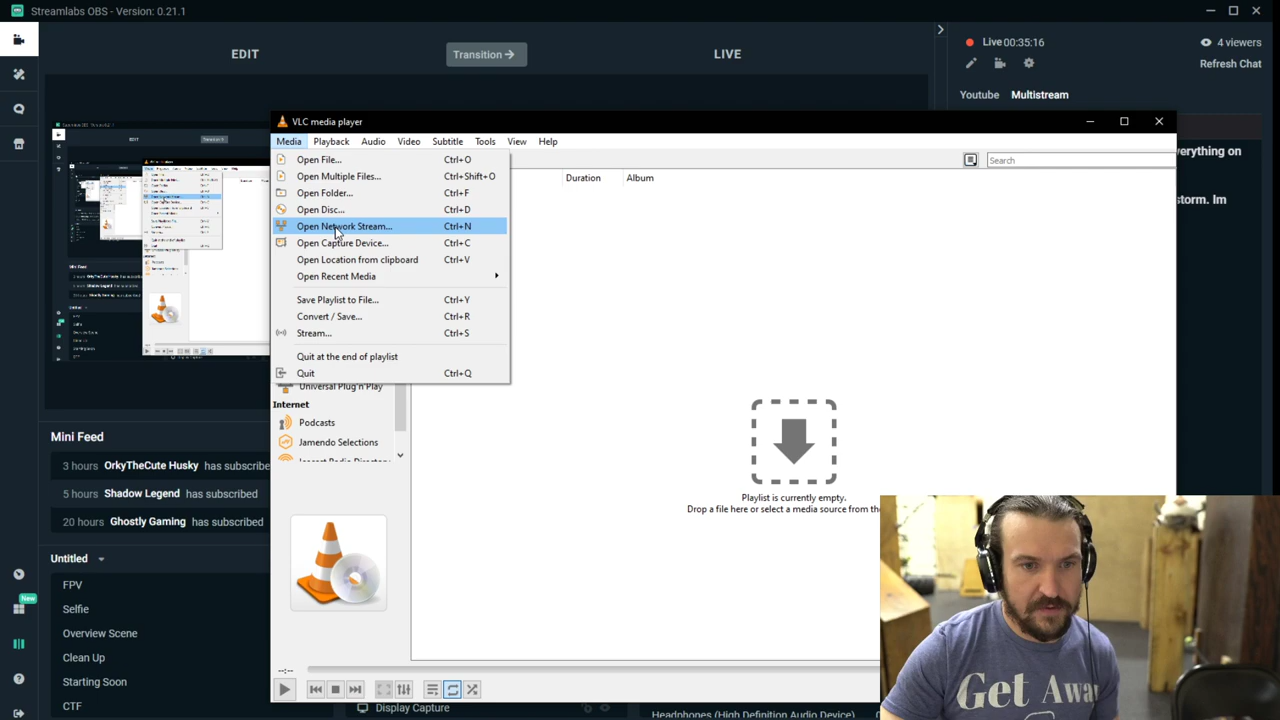 Streamlabs OBS - Version: 0.21.1
EDIT
Transition
LIVE
Live 00:35:16
4 viewers
Refresh Chat
Youtube Multistream
erything on
storm. Im
VLC media player
Media Playback Audio Video Subtitle Tools View Help
Open File... Ctrl+O
Open Multiple Files... Ctrl+Shift+O
Open Folder... Ctrl+F
Open Disc... Ctrl+D
Open Network Stream... Ctrl+N
Open Capture Device... Ctrl+C
Open Location from clipboard Ctrl+V
Open Recent Media
Save Playlist to File... Ctrl+Y
Convert / Save... Ctrl+R
Stream... Ctrl+S
Quit at the end of playlist
Quit Ctrl+Q
Search
Duration Album
Universal Plug'n'Play
Internet
Podcasts
Jamendo Selections
Icecast Radio Directory
Playlist is currently empty.
Drop a file here or select a media source from the
--:--
Mini Feed
3 hours OrkyTheCute Husky has subscribed
5 hours Shadow Legend has subscribed
20 hours Ghostly Gaming has subscribed
Untitled
FPV
Selfie
Overview Scene
Clean Up
Starting Soon
CTF
New
Display Capture
Headphones (High Definition Audio Device)
Get Awa